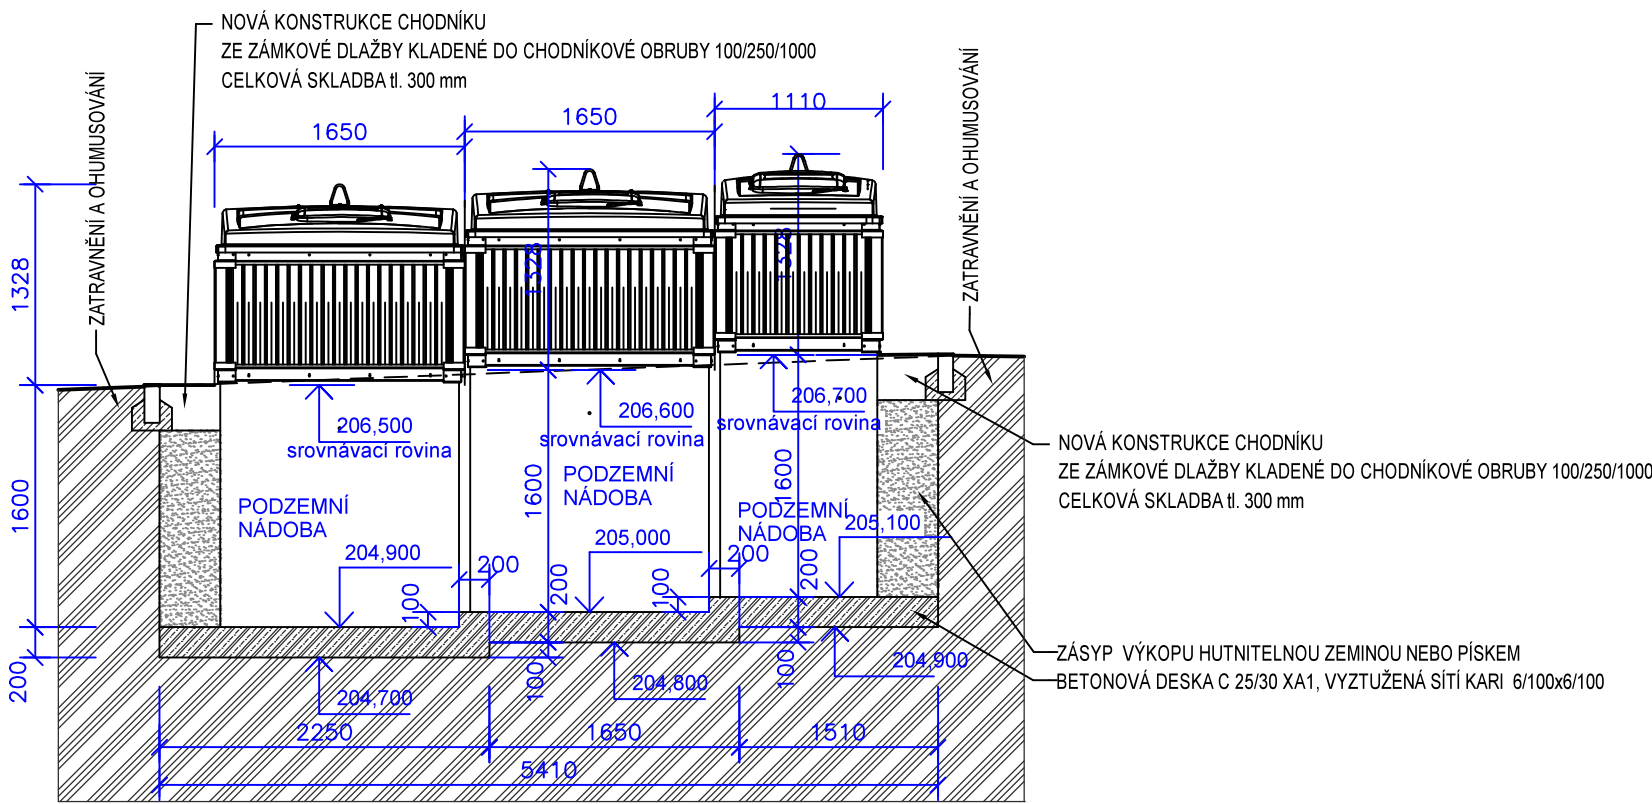 NOVÁ KONSTRUKCE CHODNÍKU
ZE ZÁMKOVÉ DLAŽBY KLADENÉ DO CHODNÍKOVÉ OBRUBY 100/250/1000
CELKOVÁ SKLADBA tl. 300 mm
ZATRAVNĚNÍ A OHUMUSOVÁNÍ
ZATRAVNĚNÍ A OHUMUSOVÁNÍ
1650
1650
1110
1328
1328
1328
206,500
srovnávací rovina
206,600
srovnávací rovina
206,700
srovnávací rovina
NOVÁ KONSTRUKCE CHODNÍKU
ZE ZÁMKOVÉ DLAŽBY KLADENÉ DO CHODNÍKOVÉ OBRUBY 100/250/1000
CELKOVÁ SKLADBA tl. 300 mm
1600
1600
1600
PODZEMNÍ
NÁDOBA
PODZEMNÍ
NÁDOBA
PODZEMNÍ
NÁDOBA
204,900
205,000
205,100
200
200
100
200
100
200
200
100
100
204,700
204,800
204,900
ZÁSYP VÝKOPU HUTNITELNOU ZEMINOU NEBO PÍSKEM
BETONOVÁ DESKA C 25/30 XA1, VYZTUŽENÁ SÍTÍ KARI 6/100x6/100
2250
1650
1510
5410